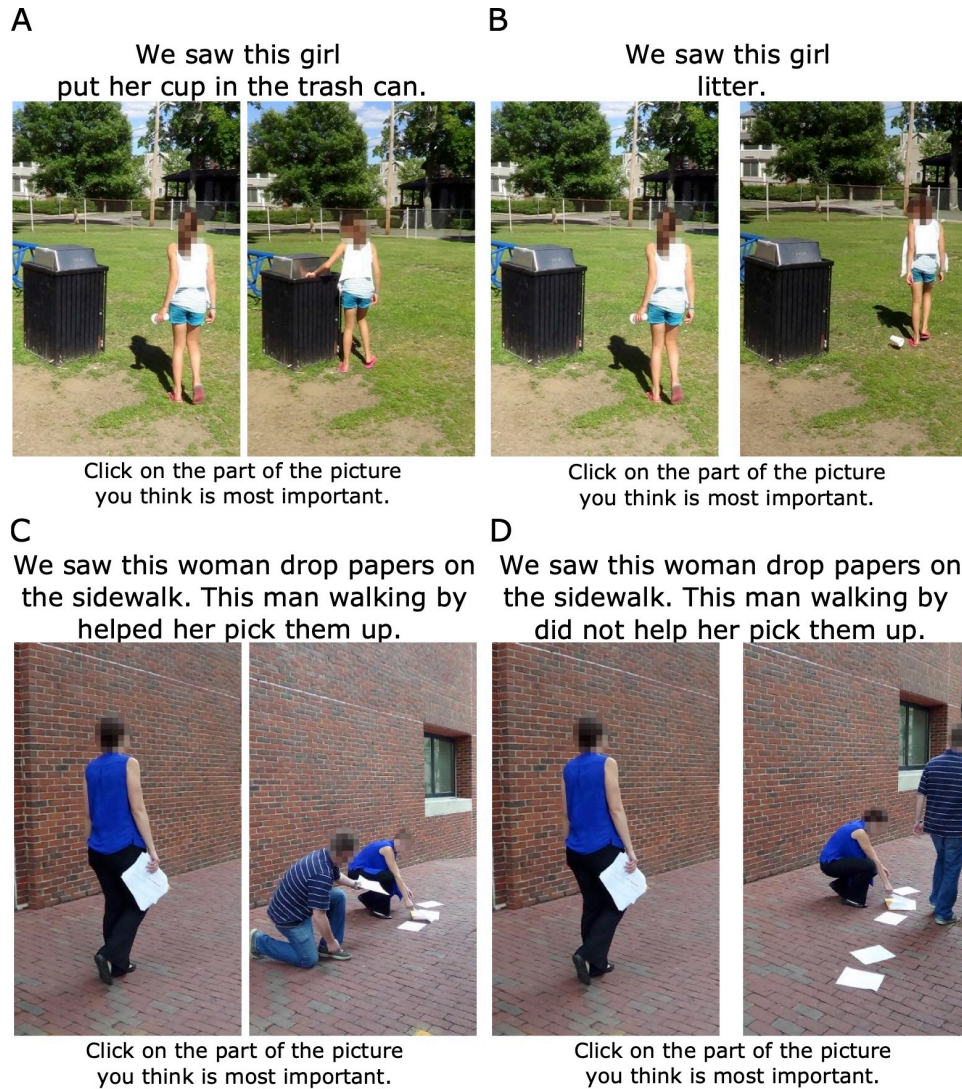 A
We saw this girl
put her cup in the trash can.
Click on the part of the picture
you think is most important.
B
We saw this girl
litter.
Click on the part of the picture
you think is most important.
C
We saw this woman drop papers on
the sidewalk. This man walking by
helped her pick them up.
Click on the part of the picture
you think is most important.
D
We saw this woman drop papers on
the sidewalk. This man walking by
did not help her pick them up.
Click on the part of the picture
you think is most important.